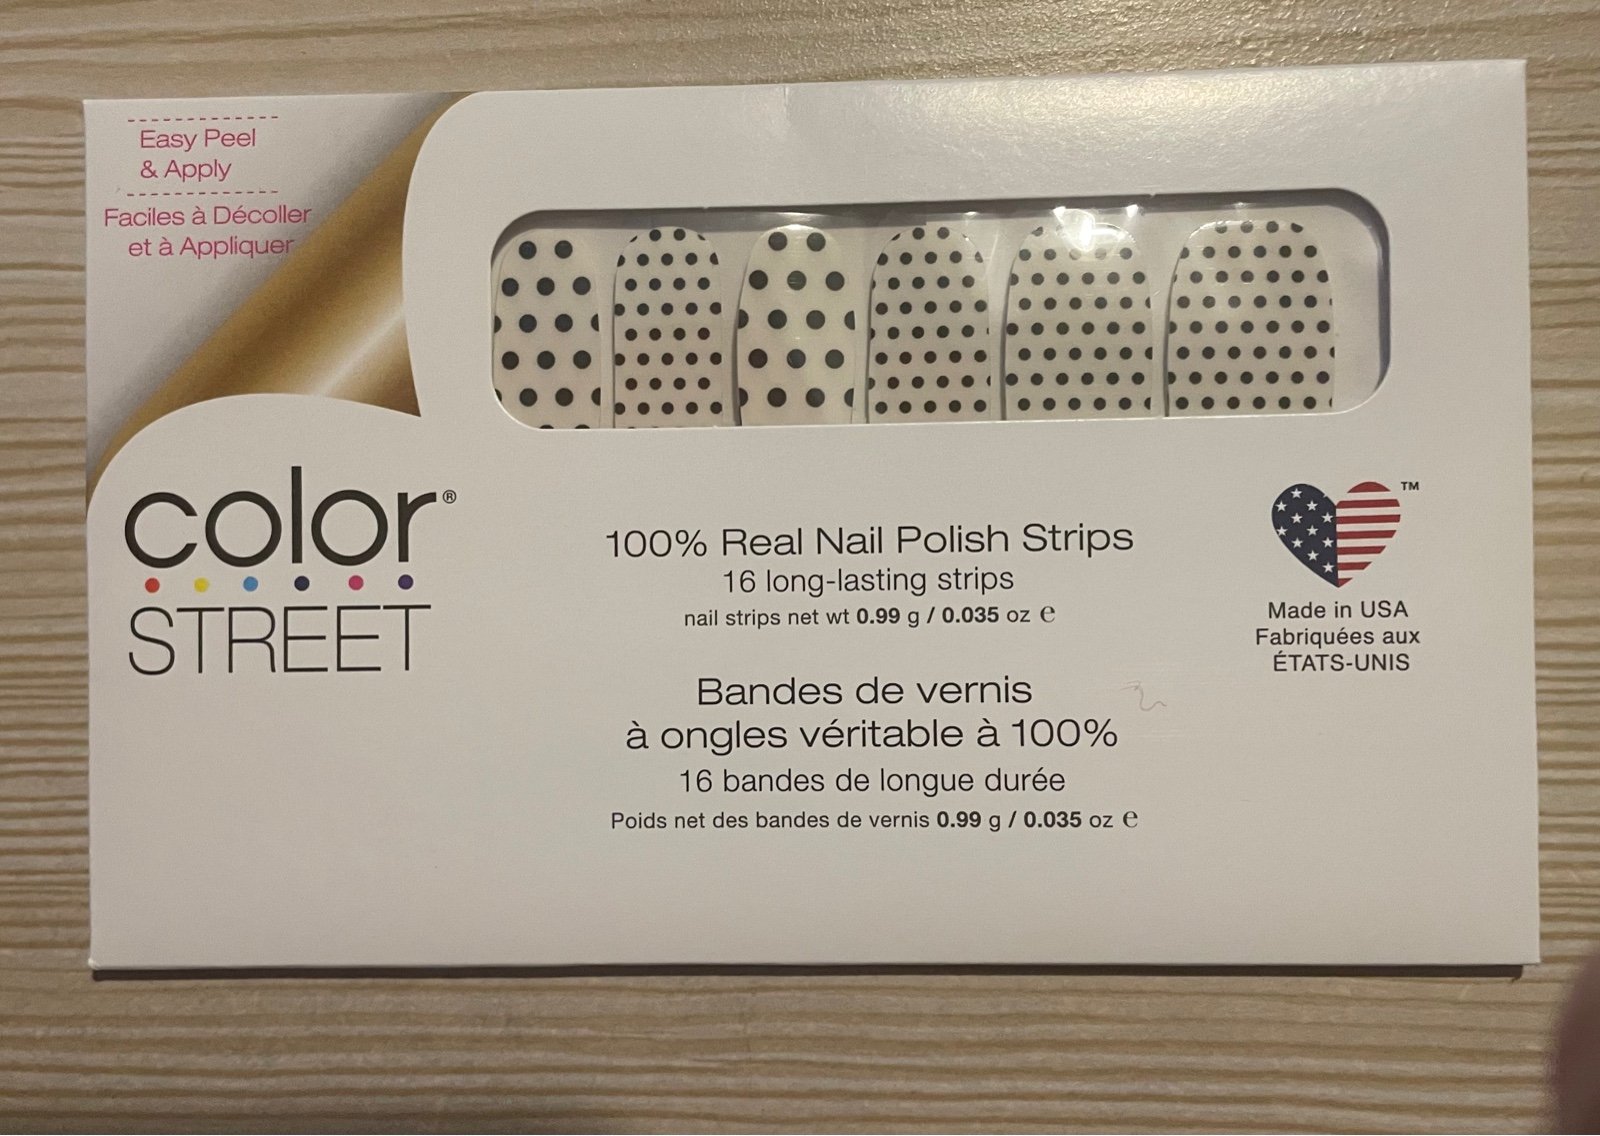 Easy Peel
& Apply
Faciles à Décoller
et à Appliquer
color®
STREET
100% Real Nail Polish Strips
16 long-lasting strips
nail strips net wt 0.99 g / 0.035 oz ℮
Bandes de vernis
à ongles véritable à 100%
16 bandes de longue durée
Poids net des bandes de vernis 0.99 g / 0.035 oz ℮
™
Made in USA
Fabriquées aux
ÉTATS-UNIS